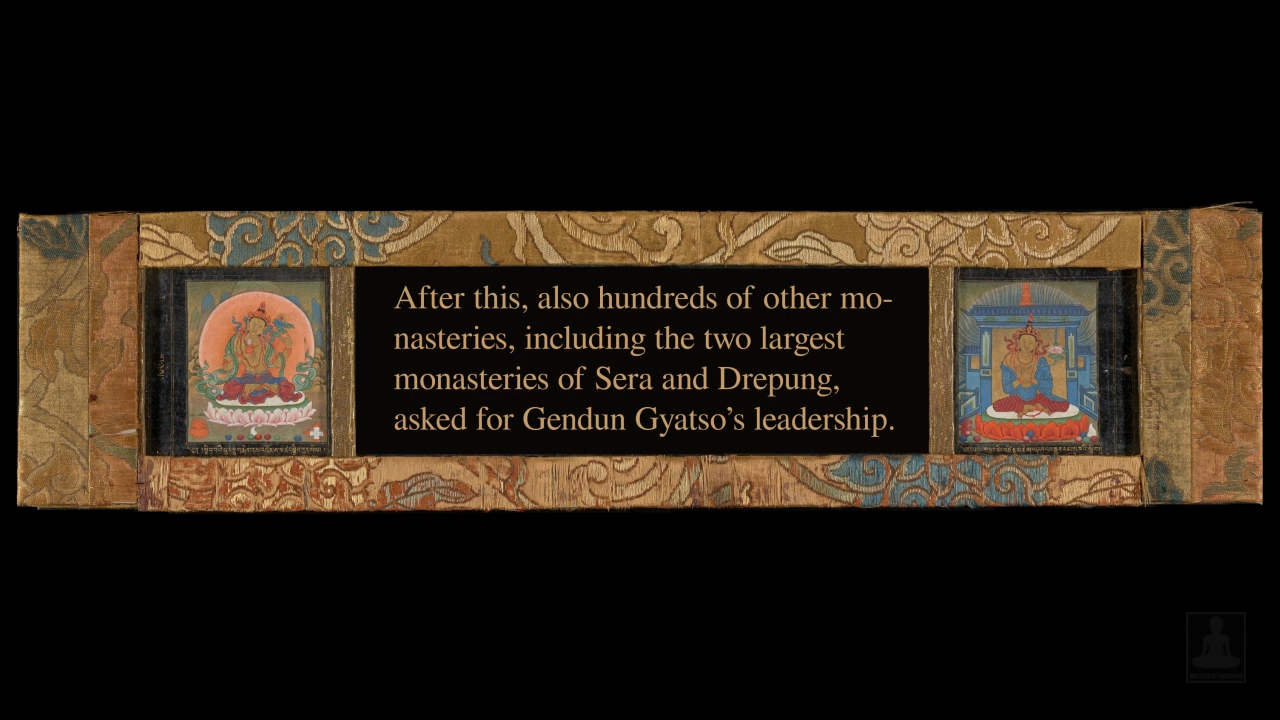 After this, also hundreds of other mo-
nasteries, including the two largest
monasteries of Sera and Drepung,
asked for Gendun Gyatso’s leadership.